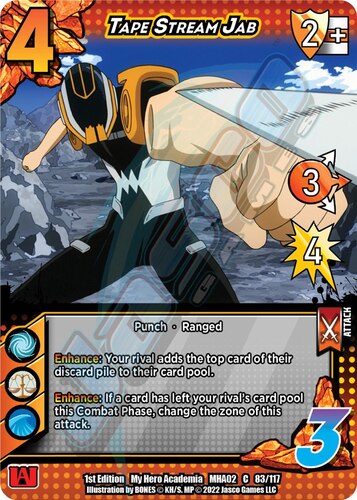 4
TAPE STREAM JAB
2 +
3
4
ATTACK
Punch • Ranged
Enhance: Your rival adds the top card of their
discard pile to their card pool.
Enhance: If a card has left your rival's card pool
this Combat Phase, change the zone of this
attack.
3
1st Edition My Hero Academia MHA02 C 83/117
Illustration by BONES © KH/S. MP © 2022 Jasco Games LLC